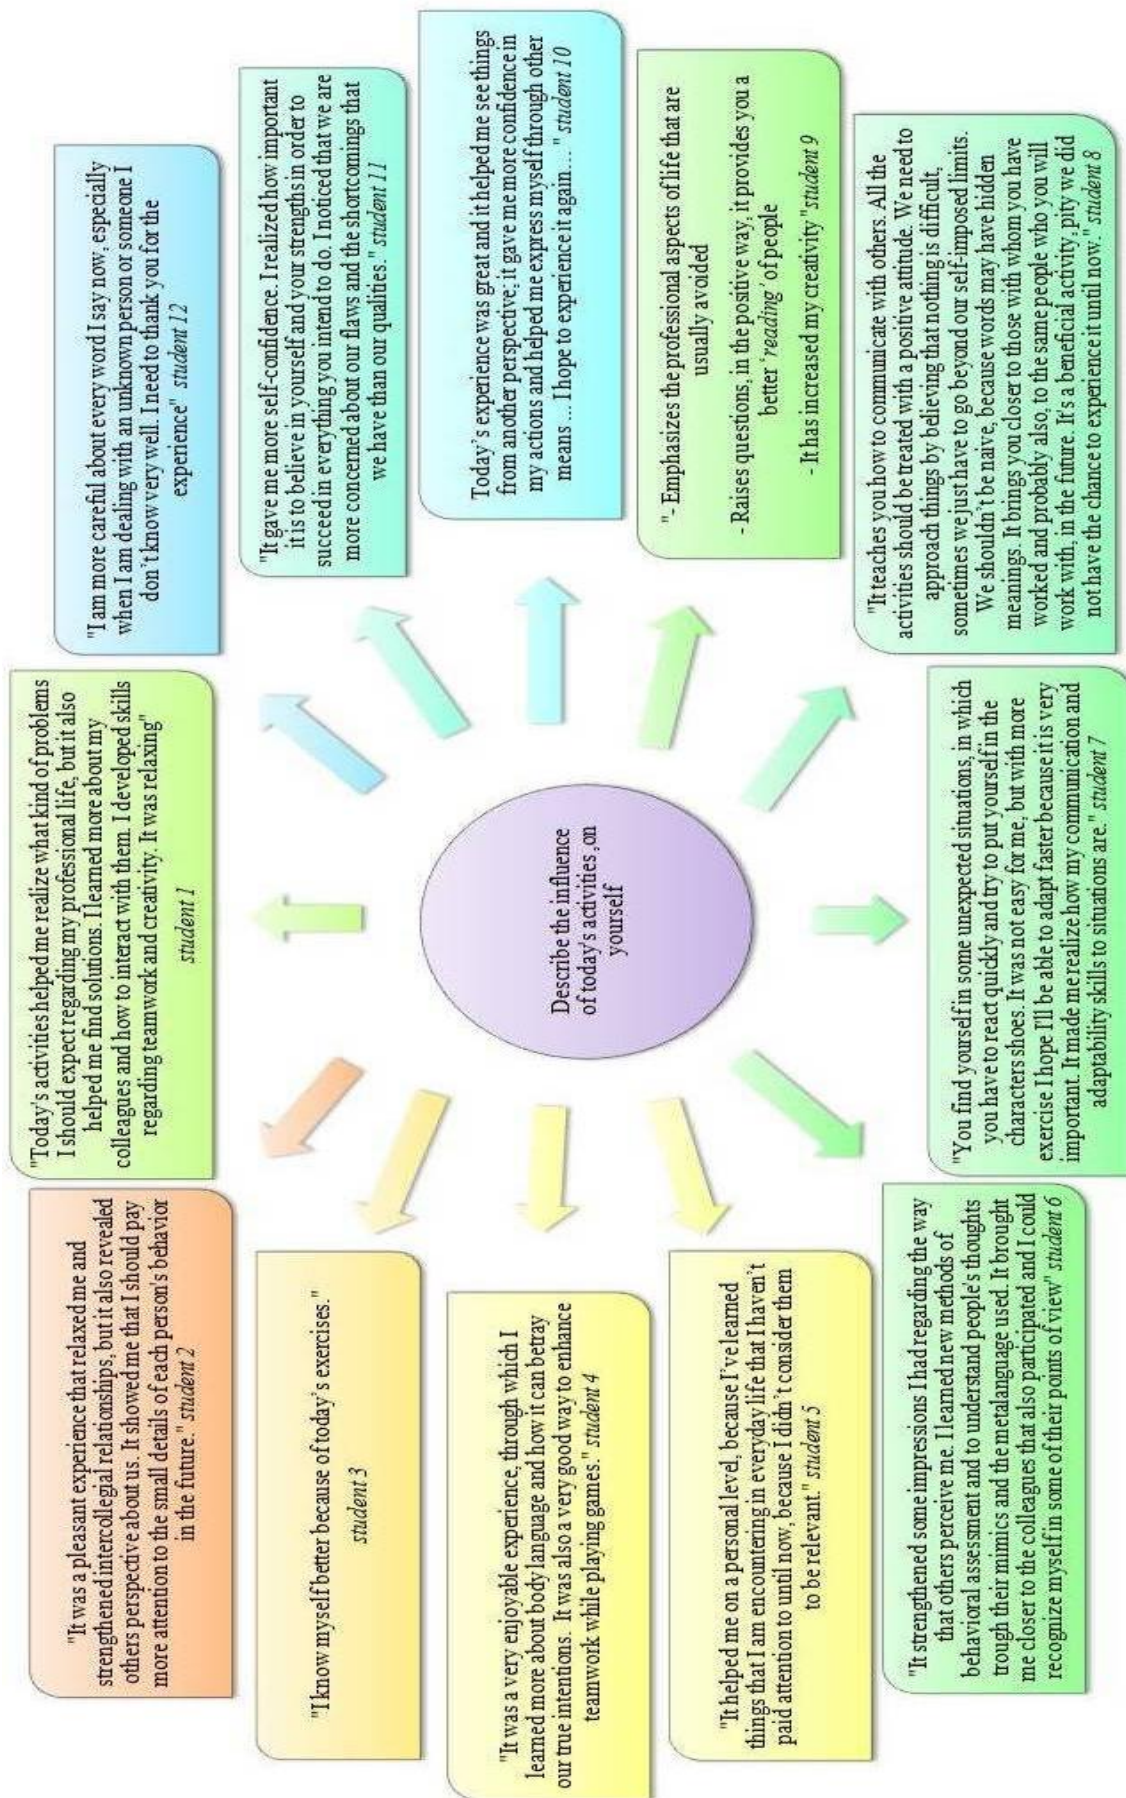 Describe the influence
of today's activities ,on
yourself
"Today's activities helped me realize what kind of problems
I should expect regarding my professional life, but it also
helped me find solutions. I learned more about my
colleagues and how to interact with them. I developed skills
regarding teamwork and creativity. It was relaxing"
student 1
"It was a pleasant experience that relaxed me and
strengthened intercollegial relationships, but it also revealed
others perspective about us. It showed me that I should pay
more attention to the small details of each person's behavior
in the future." student 2
"I know myself better because of today's exercises."
student 3
"It was a very enjoyable experience, through which I
learned more about body language and how it can betray
our true intentions. It was also a very good way to enhance
teamwork while playing games." student 4
"It helped me on a personal level, because I've learned
things that I am encountering in everyday life that I haven't
paid attention to until now, because I didn't consider them
to be relevant." student 5
"It strengthened some impressions I had regarding the way
that others perceive me. I learned new methods of
behavioral assessment and to understand people's thoughts
trough their mimics and the metalanguage used. It brought
me closer to the colleagues that also participated and I could
recognize myself in some of their points of view" student 6
"You find yourself in some unexpected situations, in which
you have to react quickly and try to put yourself in the
characters shoes. It was not easy for me, but with more
exercise I hope I'll be able to adapt faster because it is very
important. It made me realize how my communication and
adaptability skills to situations are." student 7
"It teaches you how to communicate with others. All the
activities should be treated with a positive attitude. We need to
approach things by believing that nothing is difficult,
sometimes we just have to go beyond our self-imposed limits.
We shouldn't be naive, because words may have hidden
meanings. It brings you closer to those with whom you have
worked and probably also, to the same people who you will
work with, in the future. It's a beneficial activity, pity we did
not have the chance to experience it until now." student 8
"- Emphasizes the professional aspects of life that are
usually avoided
- Raises questions, in the positive way, it provides you a
better 'reading' of people
- It has increased my creativity "student 9
Today's experience was great and it helped me see things
from another perspective; it gave me more confidence in
my actions and helped me express myself through other
means… I hope to experience it again…." student 10
"It gave me more self-confidence. I realized how important
it is to believe in yourself and your strengths in order to
succeed in everything you intend to do. I noticed that we are
more concerned about our flaws and the shortcomings that
we have than our qualities." student 11
"I am more careful about every word I say now, especially
when I am dealing with an unknown person or someone I
don't know very well. I need to thank you for the
experience" student 12